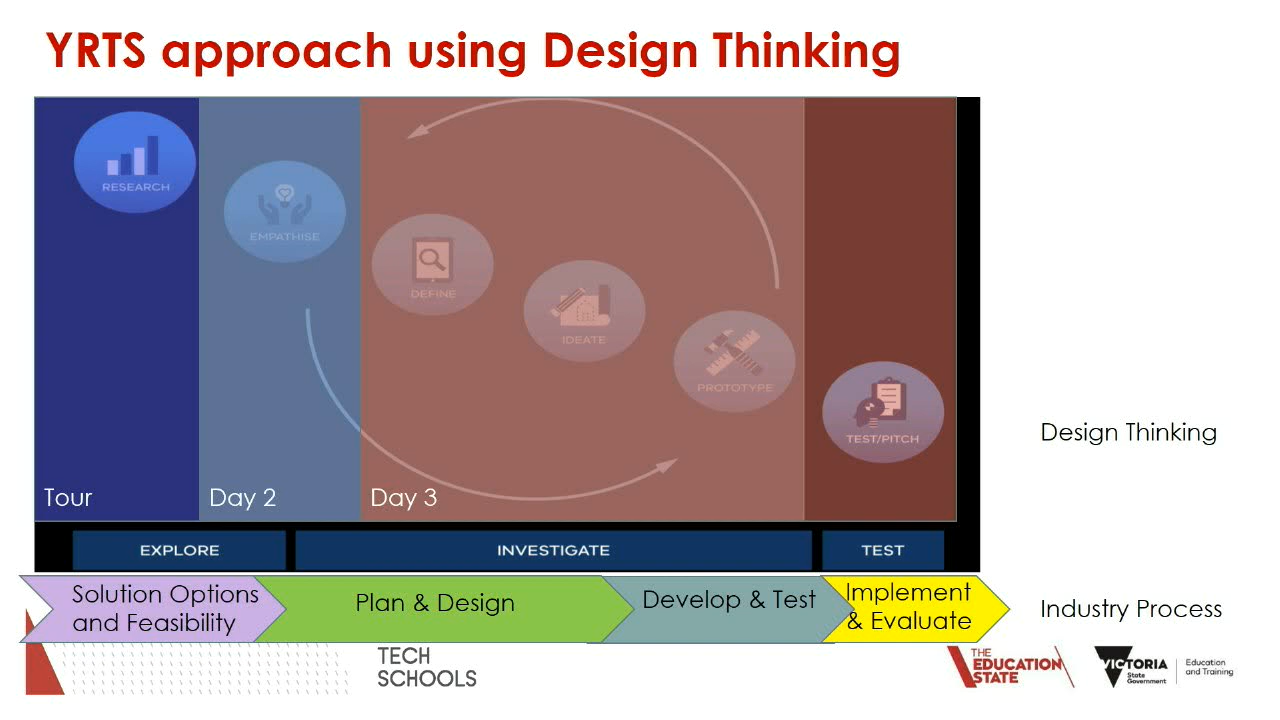 YRTS approach using Design Thinking
RESEARCH
EMPATHISE
DEFINE
IDEATE
PROTOTYPE
TEST/PITCH
Design Thinking
Tour
Day 2
Day 3
EXPLORE
INVESTIGATE
TEST
Solution Options
and Feasibility
Plan & Design
Develop & Test
Implement
& Evaluate
Industry Process
TECH
SCHOOLS
THE
EDUCATION
STATE
VICTORIA
State
Government
Education
and Training